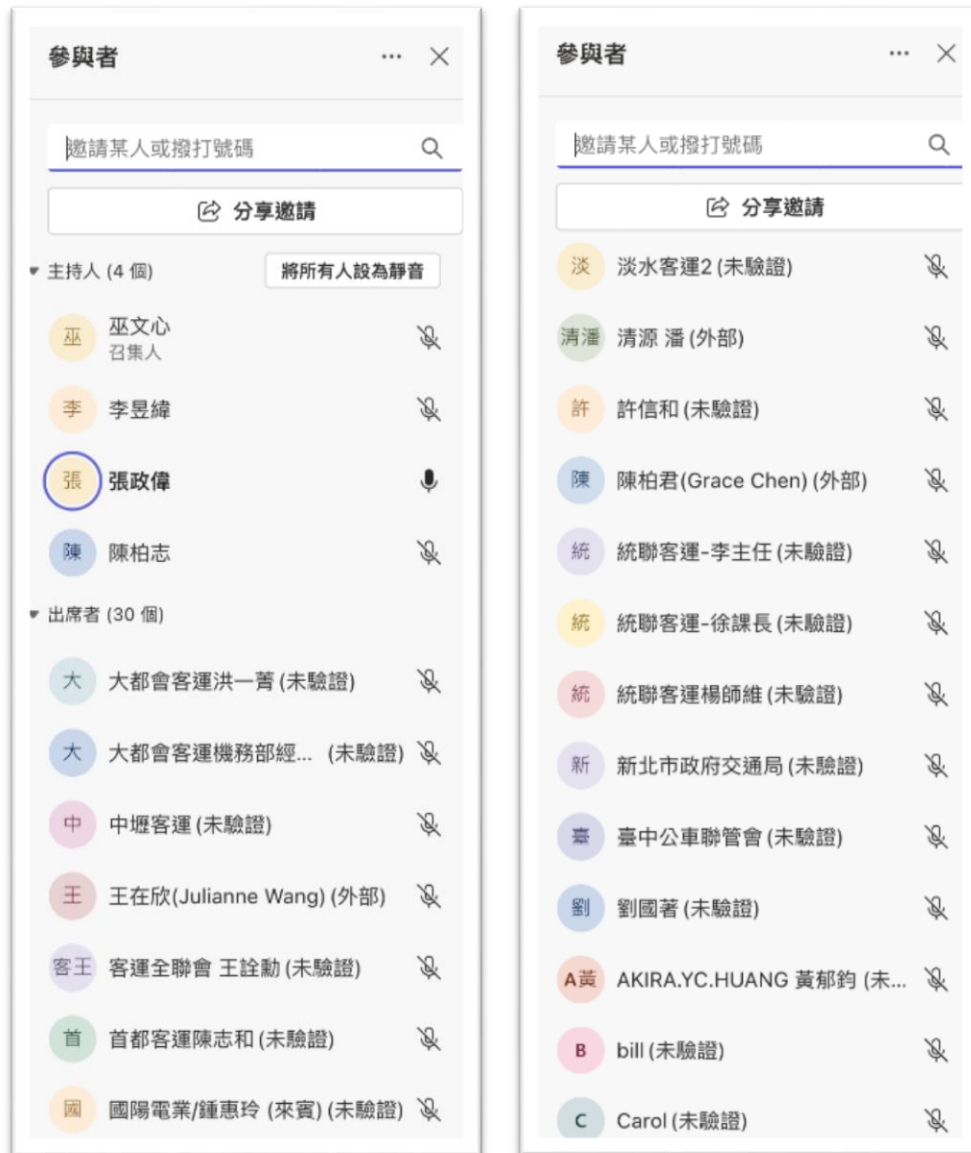 參與者
邀請某人或撥打號碼
分享邀請
主持人 (4 個)
將所有人設為靜音
巫 巫文心
召集人
李 李昱緯
張 張政偉
陳 陳柏志
出席者 (30 個)
大 大都會客運洪一菁 (未驗證)
大 大都會客運機務部經... (未驗證)
中 中壢客運 (未驗證)
王 王在欣(Julianne Wang) (外部)
客王 客運全聯會 王詮勳 (未驗證)
首 首都客運陳志和 (未驗證)
國 國陽電業/鍾惠玲 (來賓) (未驗證)
參與者
邀請某人或撥打號碼
分享邀請
淡 淡水客運2 (未驗證)
清潘 清源 潘 (外部)
許 許信和 (未驗證)
陳 陳柏君(Grace Chen) (外部)
統 統聯客運-李主任 (未驗證)
統 統聯客運-徐課長 (未驗證)
統 統聯客運楊師維 (未驗證)
新 新北市政府交通局 (未驗證)
臺 臺中公車聯管會 (未驗證)
劉 劉國著 (未驗證)
A黃 AKIRA.YC.HUANG 黃郁鈞 (未...
B bill (未驗證)
C Carol (未驗證)